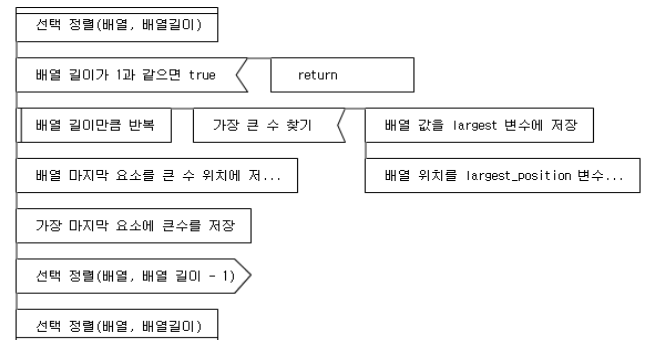 선택 정렬(배열, 배열길이)
배열 길이가 1과 같으면 true
return
배열 길이만큼 반복
가장 큰 수 찾기
배열 값을 largest 변수에 저장
배열 마지막 요소를 큰 수 위치에 저...
배열 위치를 largest_position 변수...
가장 마지막 요소에 큰수를 저장
선택 정렬(배열, 배열 길이 - 1)
선택 정렬(배열, 배열길이)